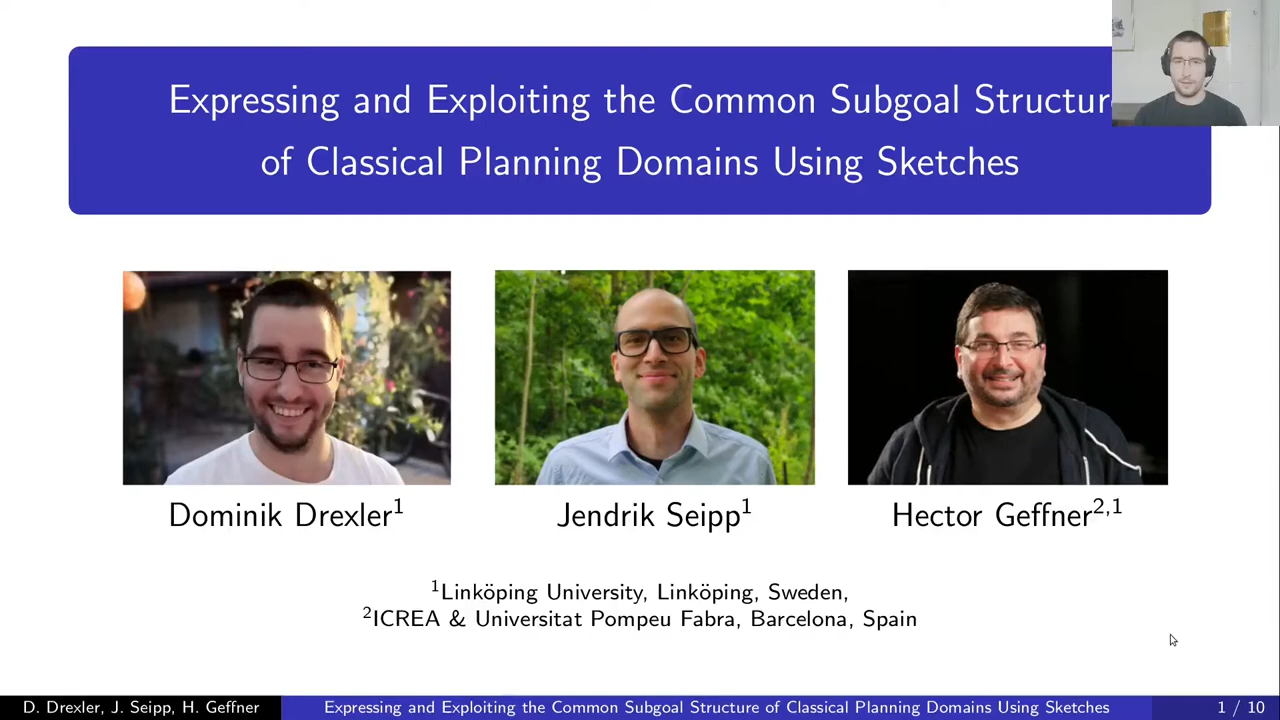 Expressing and Exploiting the Common Subgoal Structur
of Classical Planning Domains Using Sketches
Dominik Drexler¹
Jendrik Seipp¹
Hector Geffner²,¹
¹Linköping University, Linköping, Sweden,
²ICREA & Universitat Pompeu Fabra, Barcelona, Spain
D. Drexler, J. Seipp, H. Geffner
Expressing and Exploiting the Common Subgoal Structure of Classical Planning Domains Using Sketches
1 / 10